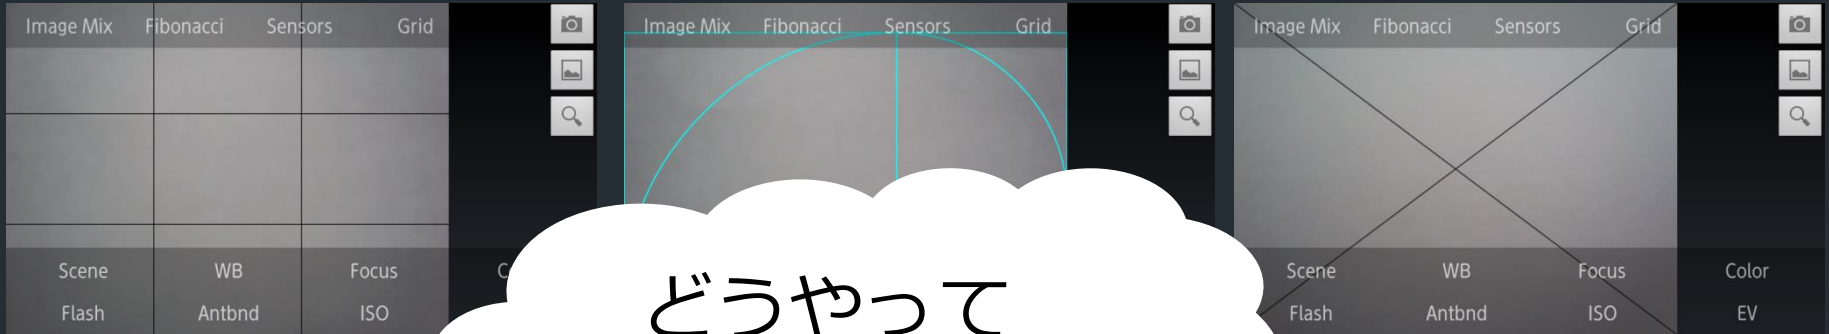 Image Mix Fibonacci Sensors Grid
Scene WB Focus
Flash Antbnd ISO
Image Mix Fibonacci Sensors Grid
どうやって
Image Mix Fibonacci Sensors Grid
Scene WB Focus Color
Flash Antbnd ISO EV